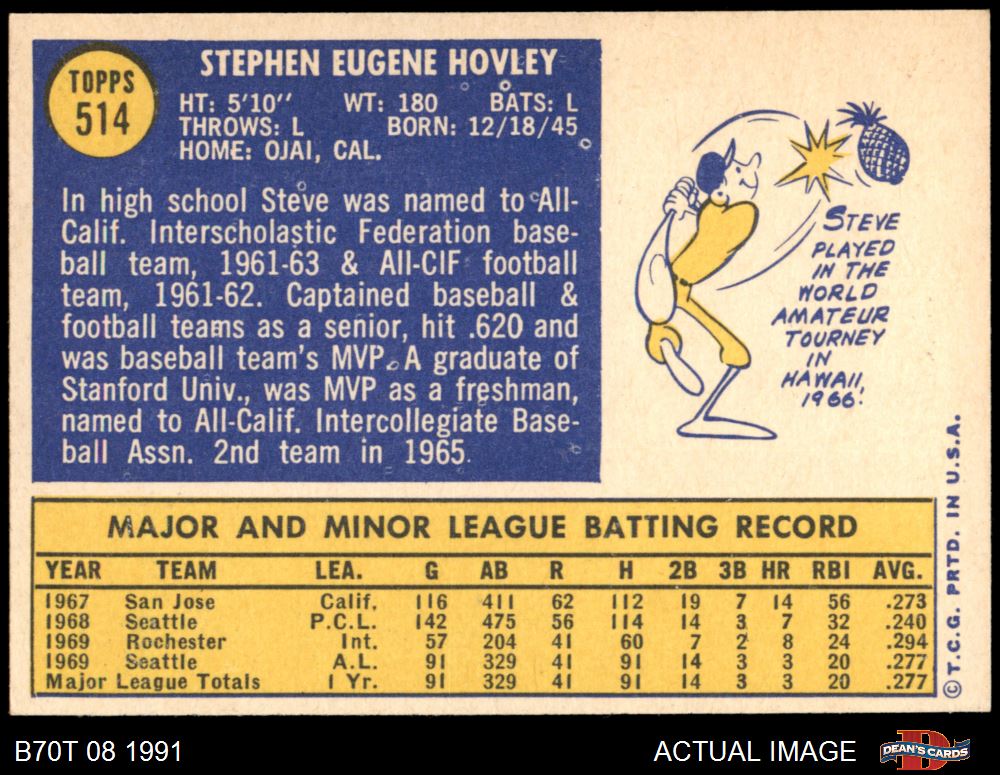 TOPPS
514
STEPHEN EUGENE HOVLEY
HT: 5'10" WT: 180 BATS: L
THROWS: L BORN: 12/18/45
HOME: OJAI, CAL.
In high school Steve was named to All-
Calif. Interscholastic Federation base-
ball team, 1961-63 & All-CIF football
team, 1961-62. Captained baseball &
football teams as a senior, hit .620 and
was baseball team's MVP. A graduate of
Stanford Univ., was MVP as a freshman,
named to All-Calif. Intercollegiate Base-
ball Assn. 2nd team in 1965.
STEVE
PLAYED
IN THE
WORLD
AMATEUR
TOURNEY
IN
HAWAII,
1966.
MAJOR AND MINOR LEAGUE BATTING RECORD
YEAR TEAM LEA. G AB R H 2B 3B HR RBI AVG.
1967 San Jose Calif. 116 411 62 112 19 7 14 56 .273
1968 Seattle P.C.L. 142 475 56 114 14 3 7 32 .240
1969 Rochester Int. 57 204 41 60 7 2 8 24 .294
1969 Seattle A.L. 91 329 41 91 14 3 3 20 .277
Major League Totals 1 Yr. 91 329 41 91 14 3 3 20 .277
© T.C.G. PRTD. IN U.S.A.
B70T 08 1991 ACTUAL IMAGE
D
DEAN'S CARDS